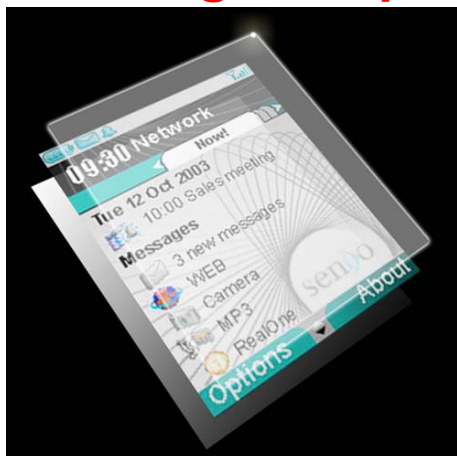 09:30 Network
Now!
Tue 12 Oct 2003
10:00 Sales meeting
Messages
3 new messages
WEB
Camera
MP3
RealOne
sendo
Options
About